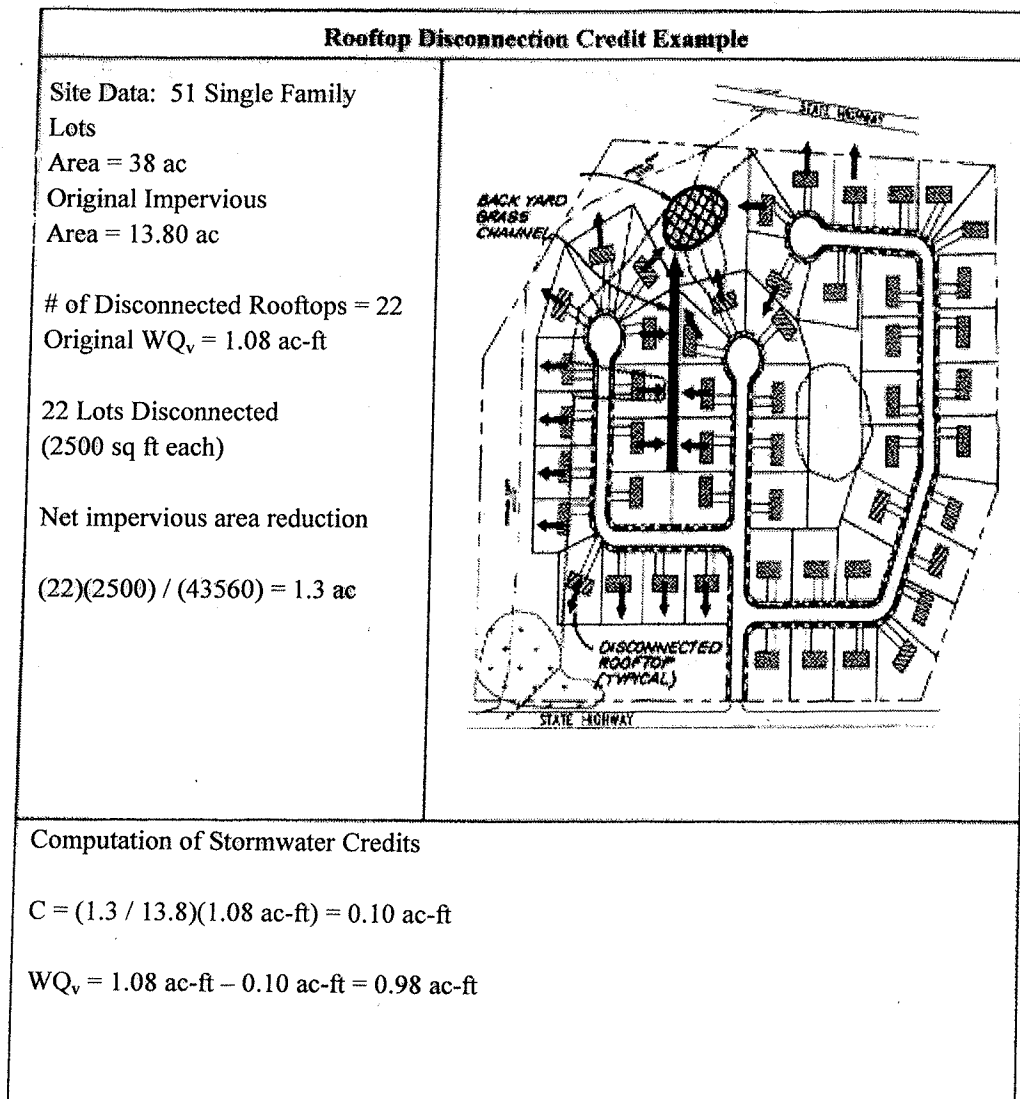 Rooftop Disconnection Credit Example
Site Data: 51 Single Family
Lots
Area = 38 ac
Original Impervious
Area = 13.80 ac
# of Disconnected Rooftops = 22
Original WQᵥ = 1.08 ac-ft
22 Lots Disconnected
(2500 sq ft each)
Net impervious area reduction
(22)(2500) / (43560) = 1.3 ac
STATE HIGHWAY
BACK YARD
GRASS
CHANNEL
DISCONNECTED
ROOFTOP
(TYPICAL)
STATE HIGHWAY
Computation of Stormwater Credits
C = (1.3 / 13.8)(1.08 ac-ft) = 0.10 ac-ft
WQᵥ = 1.08 ac-ft – 0.10 ac-ft = 0.98 ac-ft